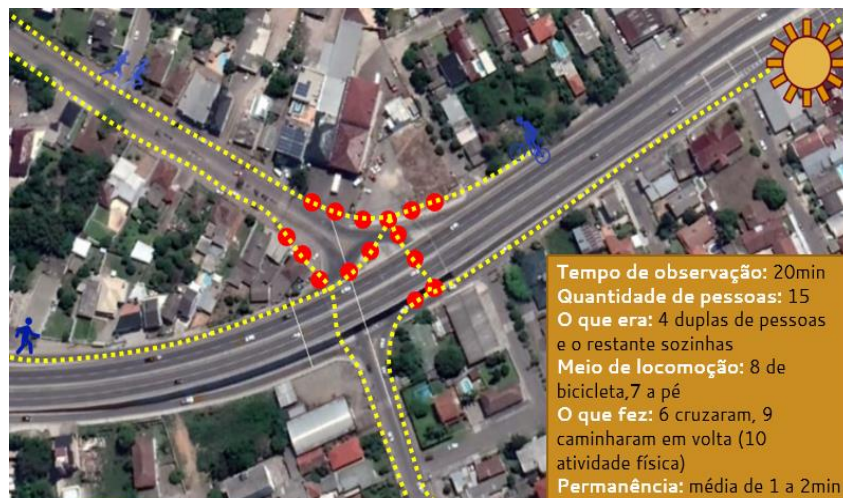 Tempo de observação: 20min
Quantidade de pessoas: 15
O que era: 4 duplas de pessoas
e o restante sozinhas
Meio de locomoção: 8 de
bicicleta,7 a pé
O que fez: 6 cruzaram, 9
caminharam em volta (10
atividade física)
Permanência: média de 1 a 2min